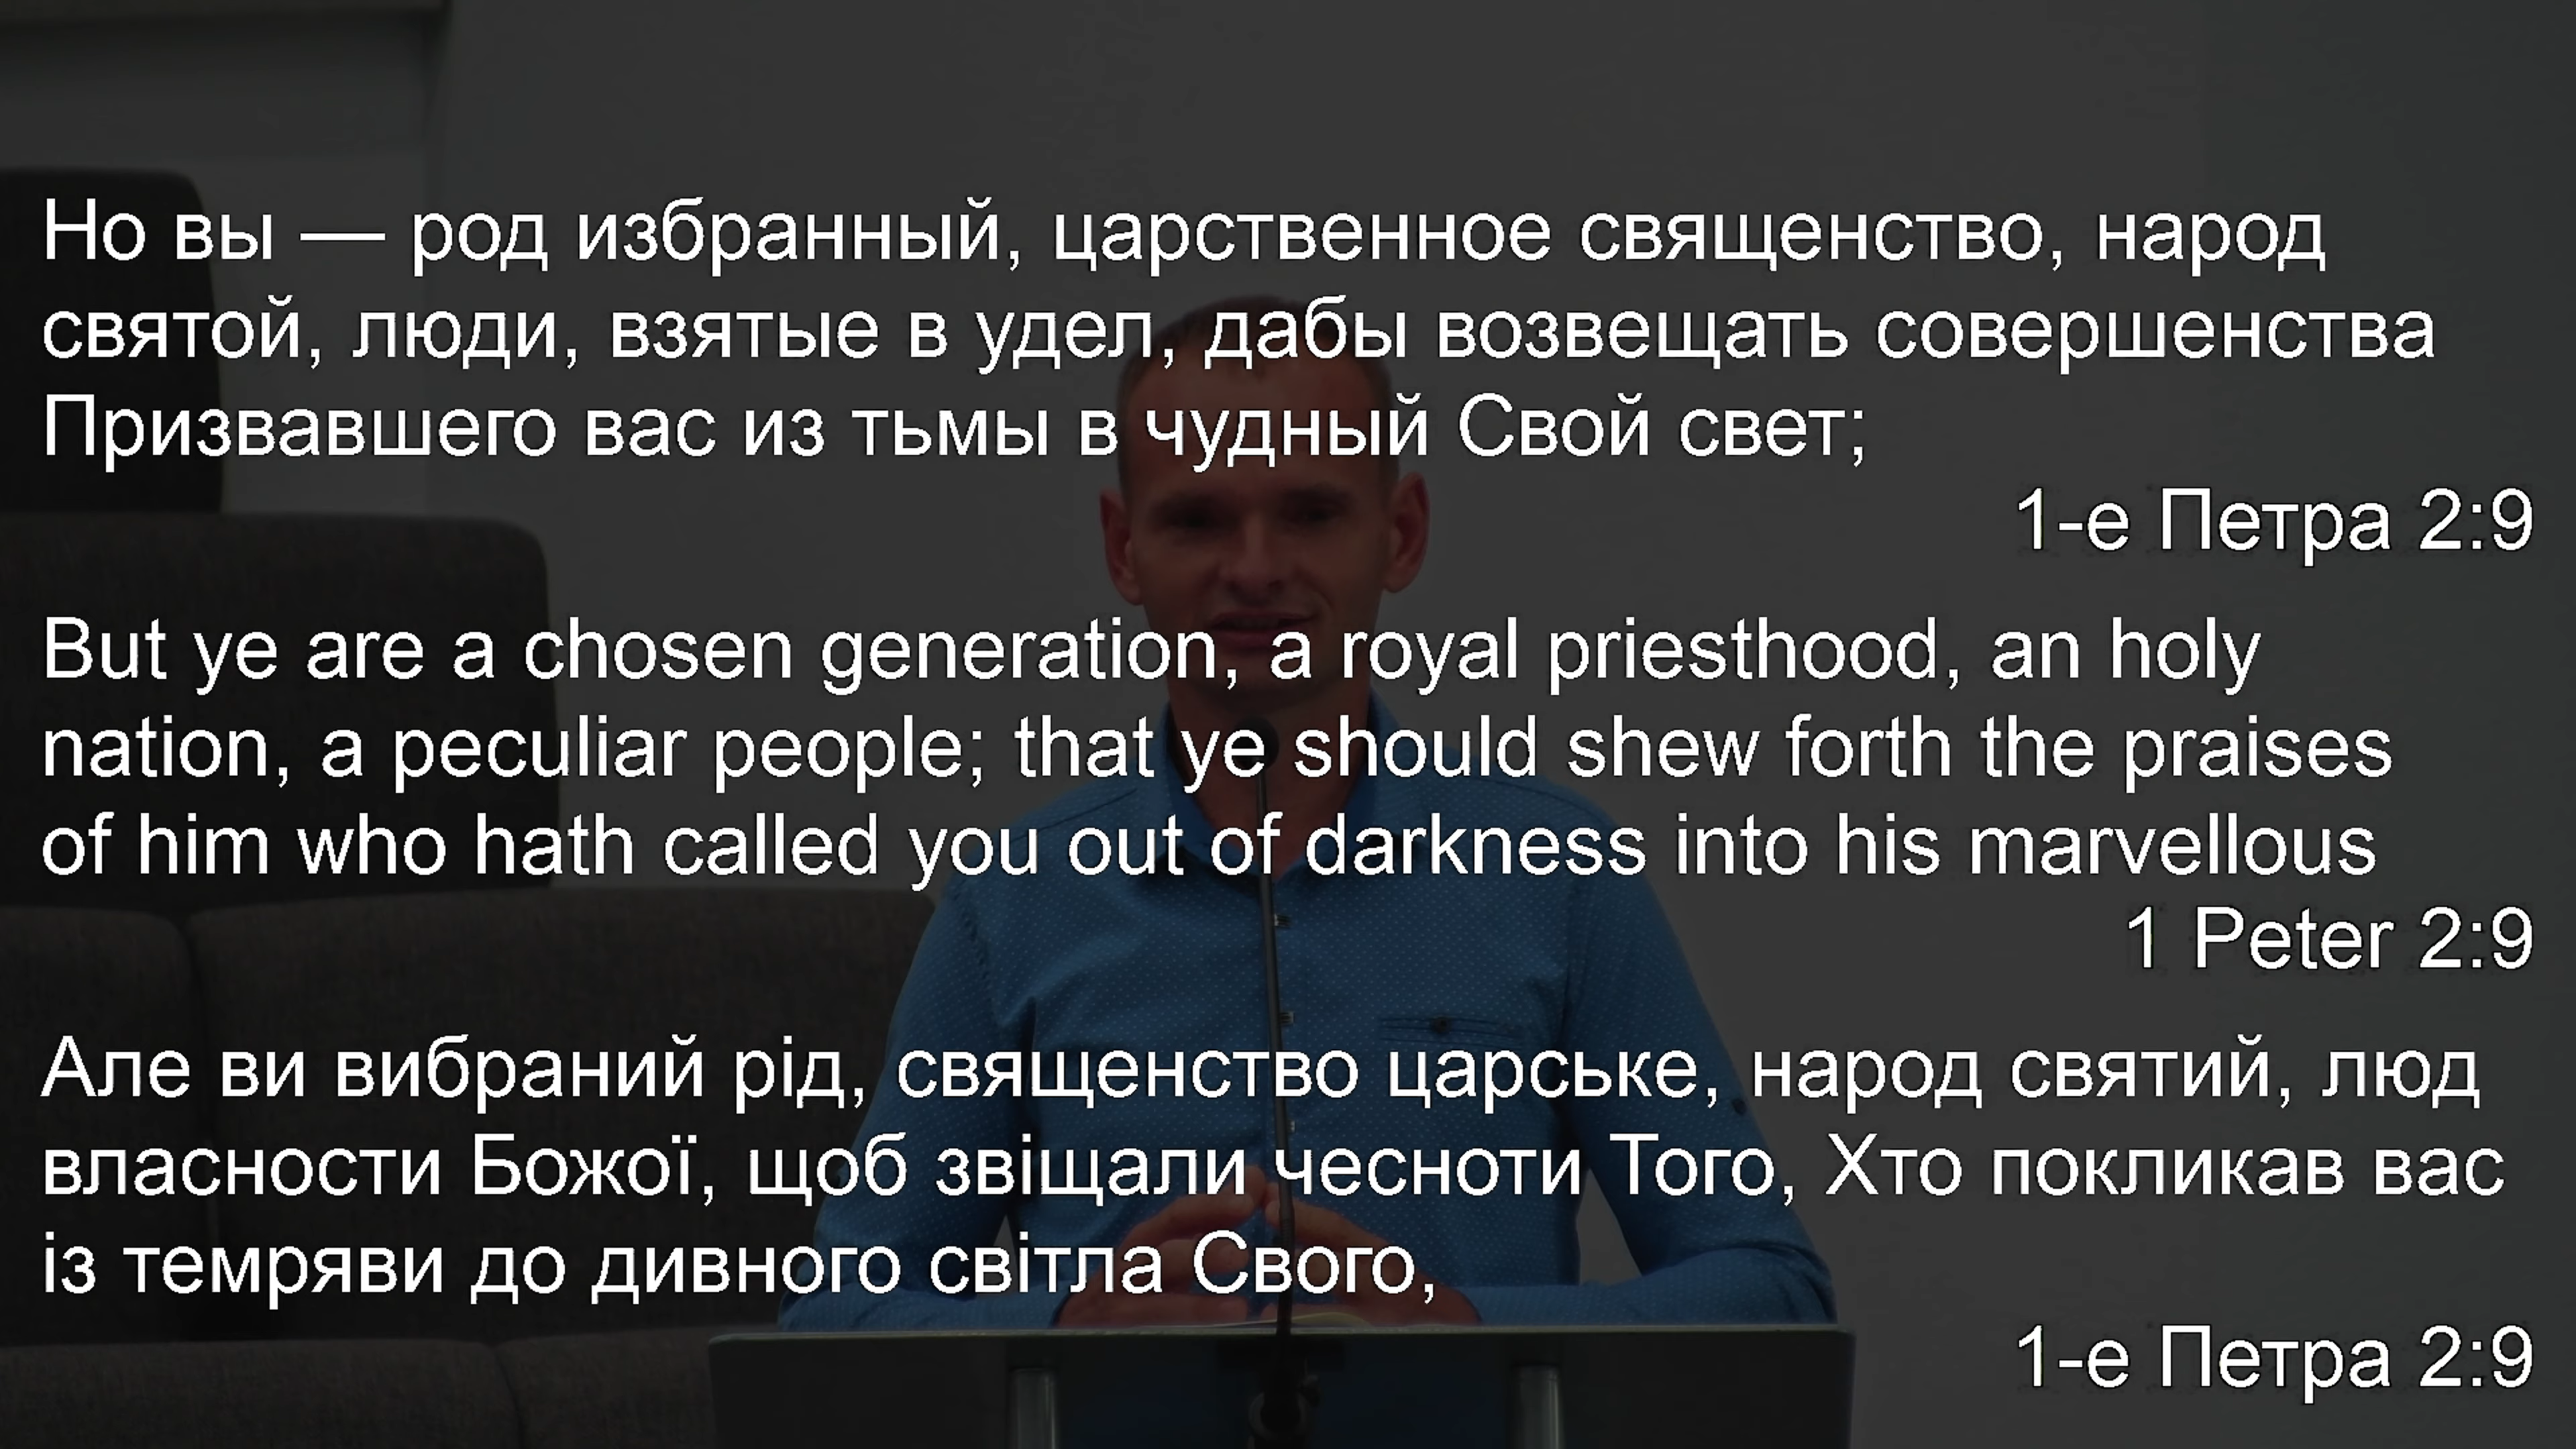 Но вы — род избранный, царственное священство, народ
святой, люди, взятые в удел, дабы возвещать совершенства
Призвавшего вас из тьмы в чудный Свой свет;
1-е Петра 2:9
But ye are a chosen generation, a royal priesthood, an holy
nation, a peculiar people; that ye should shew forth the praises
of him who hath called you out of darkness into his marvellous
1 Peter 2:9
Але ви вибраний рід, священство царське, народ святий, люд
власности Божої, щоб звіщали чесноти Того, Хто покликав вас
із темряви до дивного світла Свого,
1-е Петра 2:9